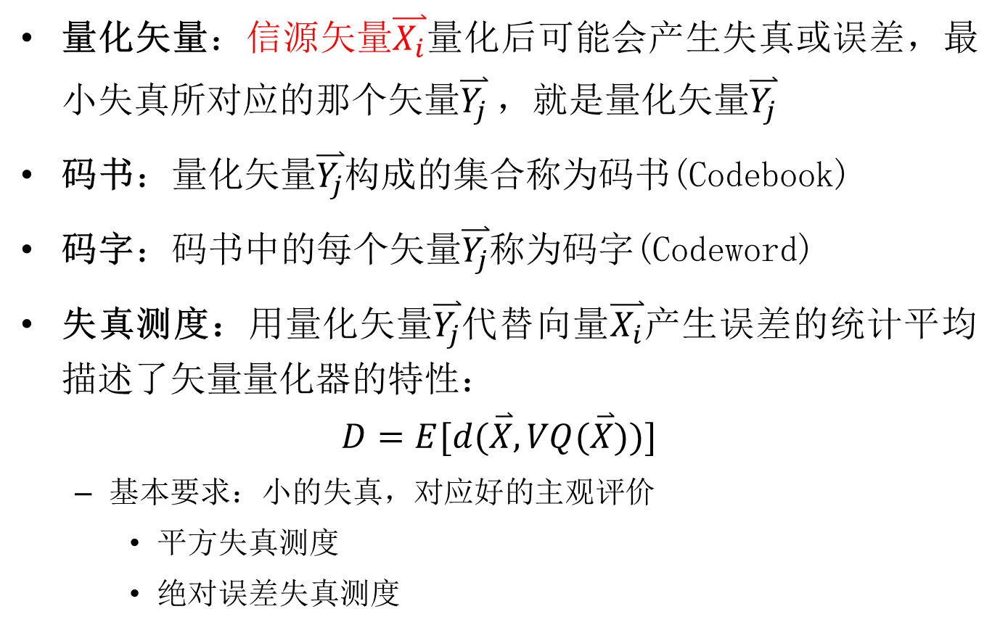 • 量化矢量：信源矢量$\overrightarrow{X_i}$量化后可能会产生失真或误差，最
小失真所对应的那个矢量$\overrightarrow{Y_j}$，就是量化矢量$\overrightarrow{Y_j}$
• 码书：量化矢量$\overrightarrow{Y_j}$构成的集合称为码书(Codebook)
• 码字：码书中的每个矢量$\overrightarrow{Y_j}$称为码字(Codeword)
• 失真测度：用量化矢量$\overrightarrow{Y_j}$代替向量$\overrightarrow{X_i}$产生误差的统计平均
描述了矢量量化器的特性：
$D = E[d(\vec{X},VQ(\vec{X}))]$
– 基本要求：小的失真，对应好的主观评价
• 平方失真测度
• 绝对误差失真测度